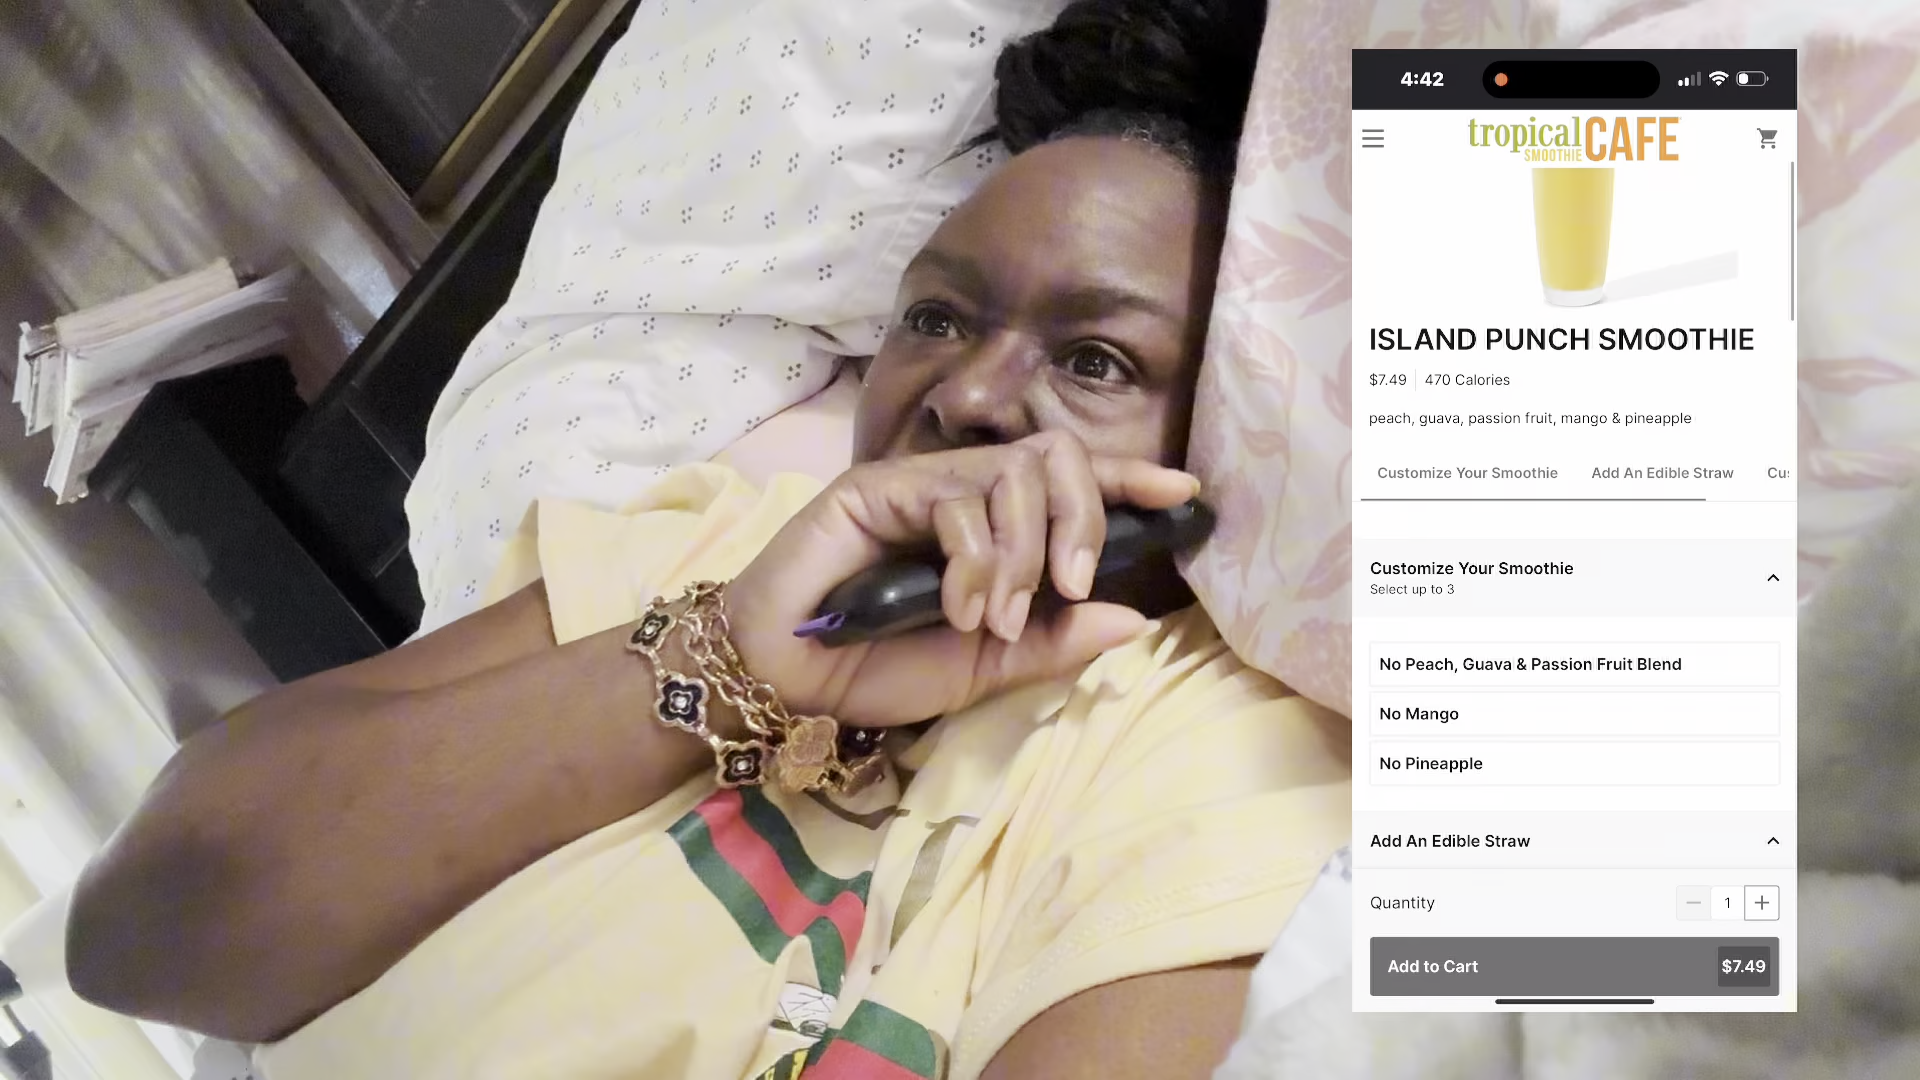 4:42
tropical CAFE
SMOOTHIE
ISLAND PUNCH SMOOTHIE
$7.49 470 Calories
peach, guava, passion fruit, mango & pineapple
Customize Your Smoothie Add An Edible Straw Cu
Customize Your Smoothie
Select up to 3
No Peach, Guava & Passion Fruit Blend
No Mango
No Pineapple
Add An Edible Straw
Quantity 1
Add to Cart $7.49